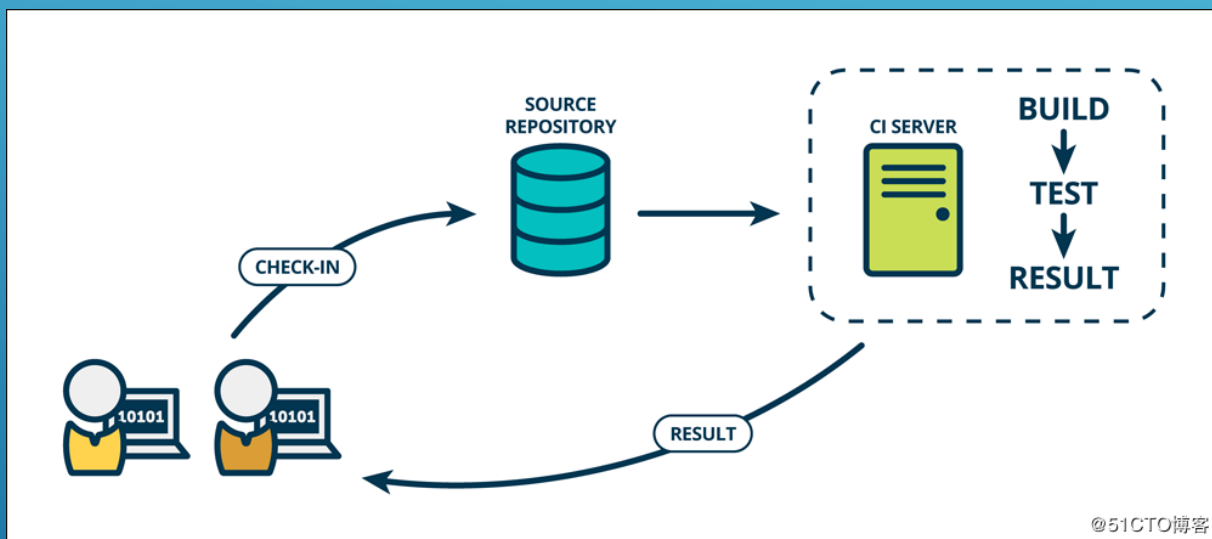 SOURCE
REPOSITORY
CI SERVER
BUILD
TEST
RESULT
CHECK-IN
10101
10101
RESULT
@51CTO博客